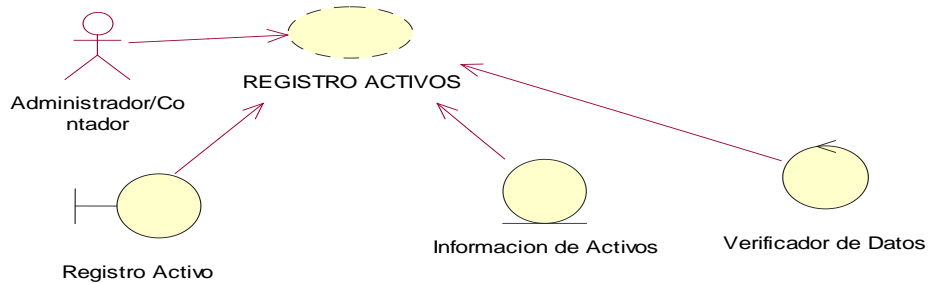 REGISTRO ACTIVOS
Administrador/Co
ntador
Registro Activo
Informacion de Activos
Verificador de Datos